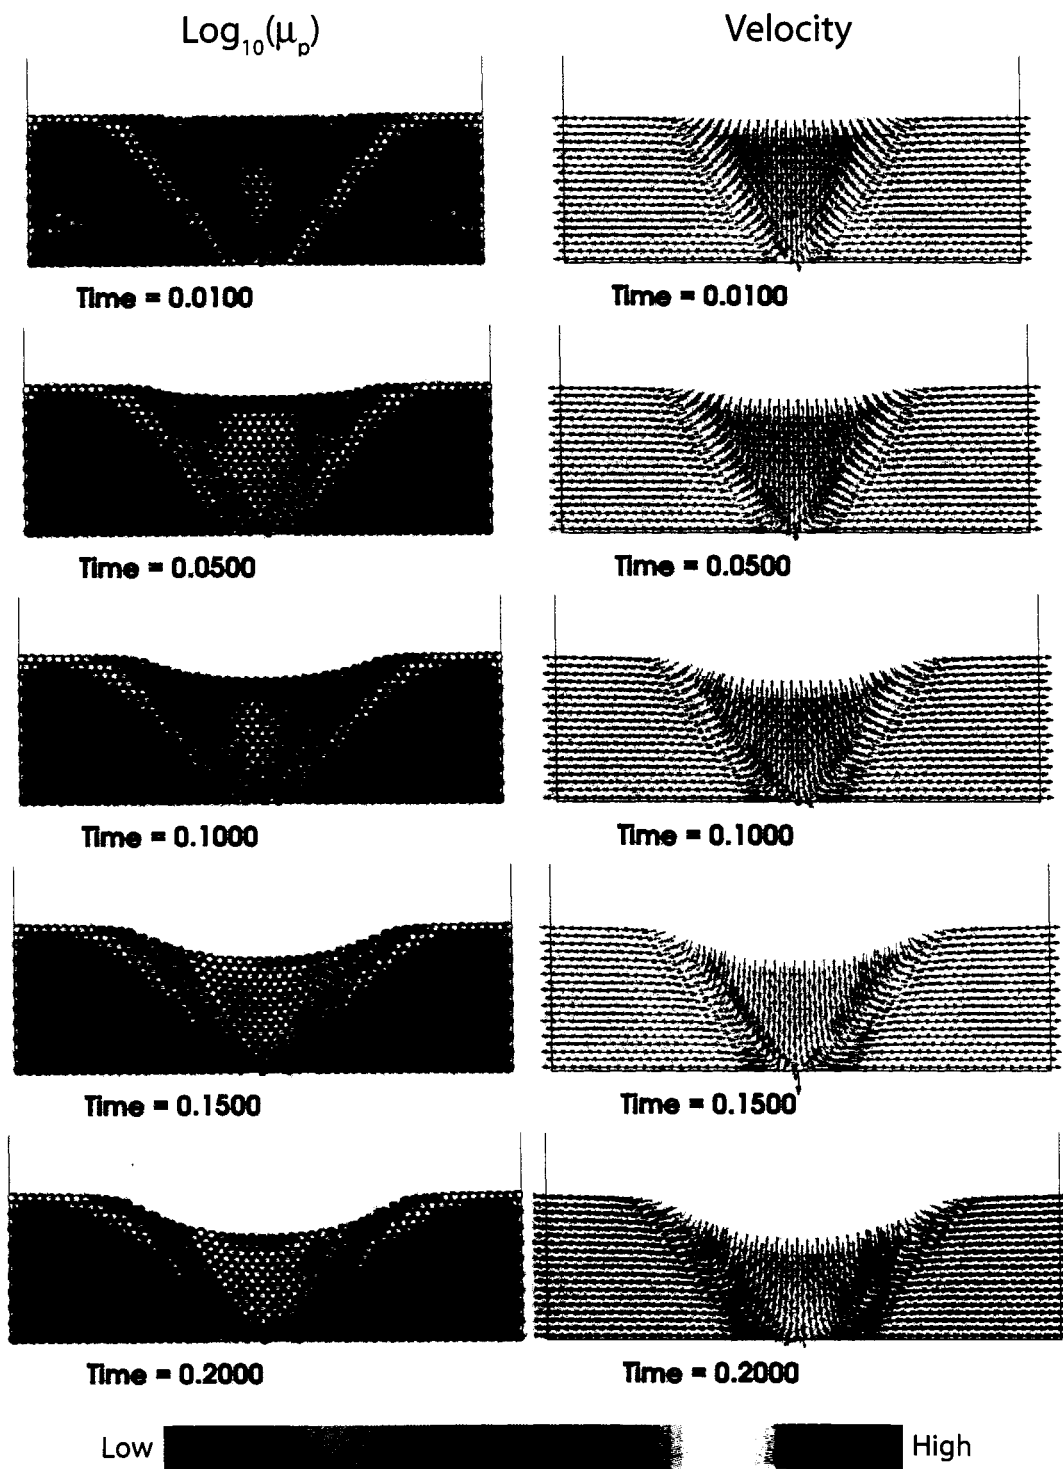 Log₁₀(μₚ) Velocity
Time = 0.0100 Time = 0.0100
Time = 0.0500 Time = 0.0500
Time = 0.1000 Time = 0.1000
Time = 0.1500 Time = 0.1500
Time = 0.2000 Time = 0.2000
Low High